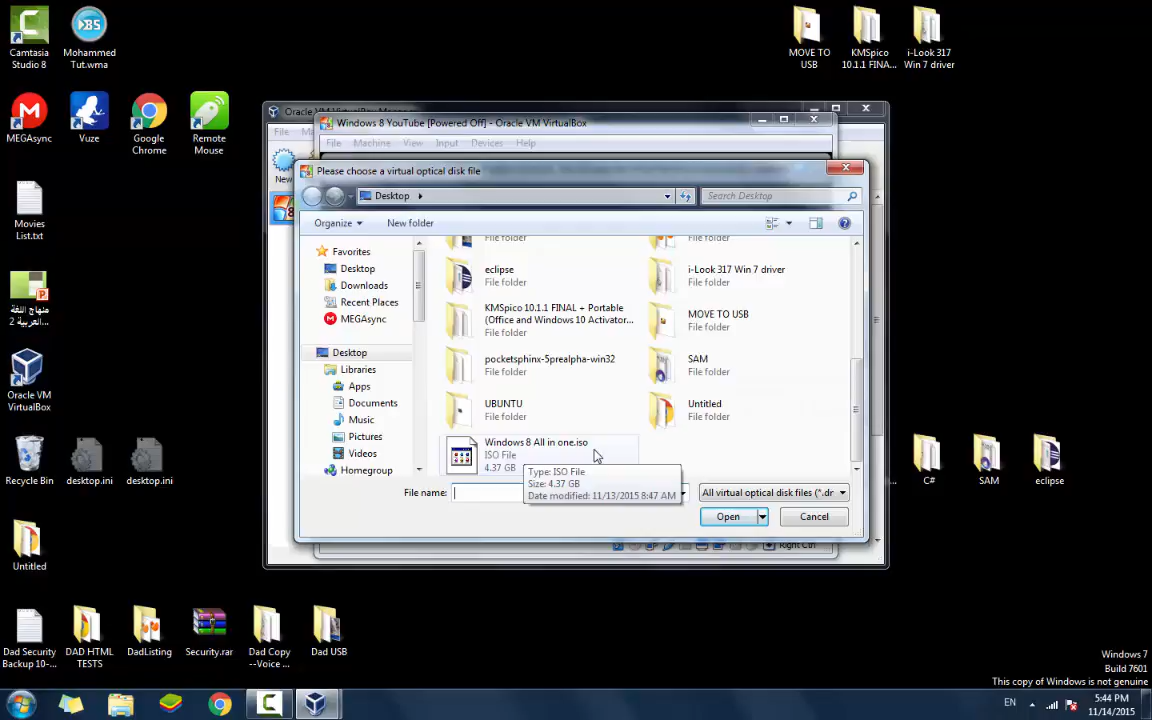 Camtasia
Studio 8
Mohammed
Tut.wma
MOVE TO
USB
KMSpico
10.1.1 FINA...
i-Look 317
Win 7 driver
MEGAsync
Vuze
Google
Chrome
Remote
Mouse
Movies
List.txt
منهاج اللغة
العربية 2
Oracle VM
VirtualBox
Recycle Bin
desktop.ini
desktop.ini
Untitled
Dad Security
Backup 10-...
DAD HTML
TESTS
DadListing
Security.rar
Dad Copy
--Voice ...
Dad USB
C#
SAM
eclipse
Oracle VM VirtualBox Manager
File
New
Windows 8 YouTube [Powered Off] - Oracle VM VirtualBox
File Machine View Input Devices Help
Please choose a virtual optical disk file
Desktop
Search Desktop
Organize
New folder
Favorites
Desktop
Downloads
Recent Places
MEGAsync
Desktop
Libraries
Apps
Documents
Music
Pictures
Videos
Homegroup
File folder
File folder
eclipse
File folder
i-Look 317 Win 7 driver
File folder
KMSpico 10.1.1 FINAL + Portable
(Office and Windows 10 Activator...
File folder
MOVE TO USB
File folder
pocketsphinx-5prealpha-win32
File folder
SAM
File folder
UBUNTU
File folder
Untitled
File folder
Windows 8 All in one.iso
ISO File
4.37 GB
Type: ISO File
Size: 4.37 GB
Date modified: 11/13/2015 8:47 AM
File name:
All virtual optical disk files (*.dr
Open
Cancel
Right Ctrl
Windows 7
Build 7601
This copy of Windows is not genuine
EN
5:44 PM
11/14/2015